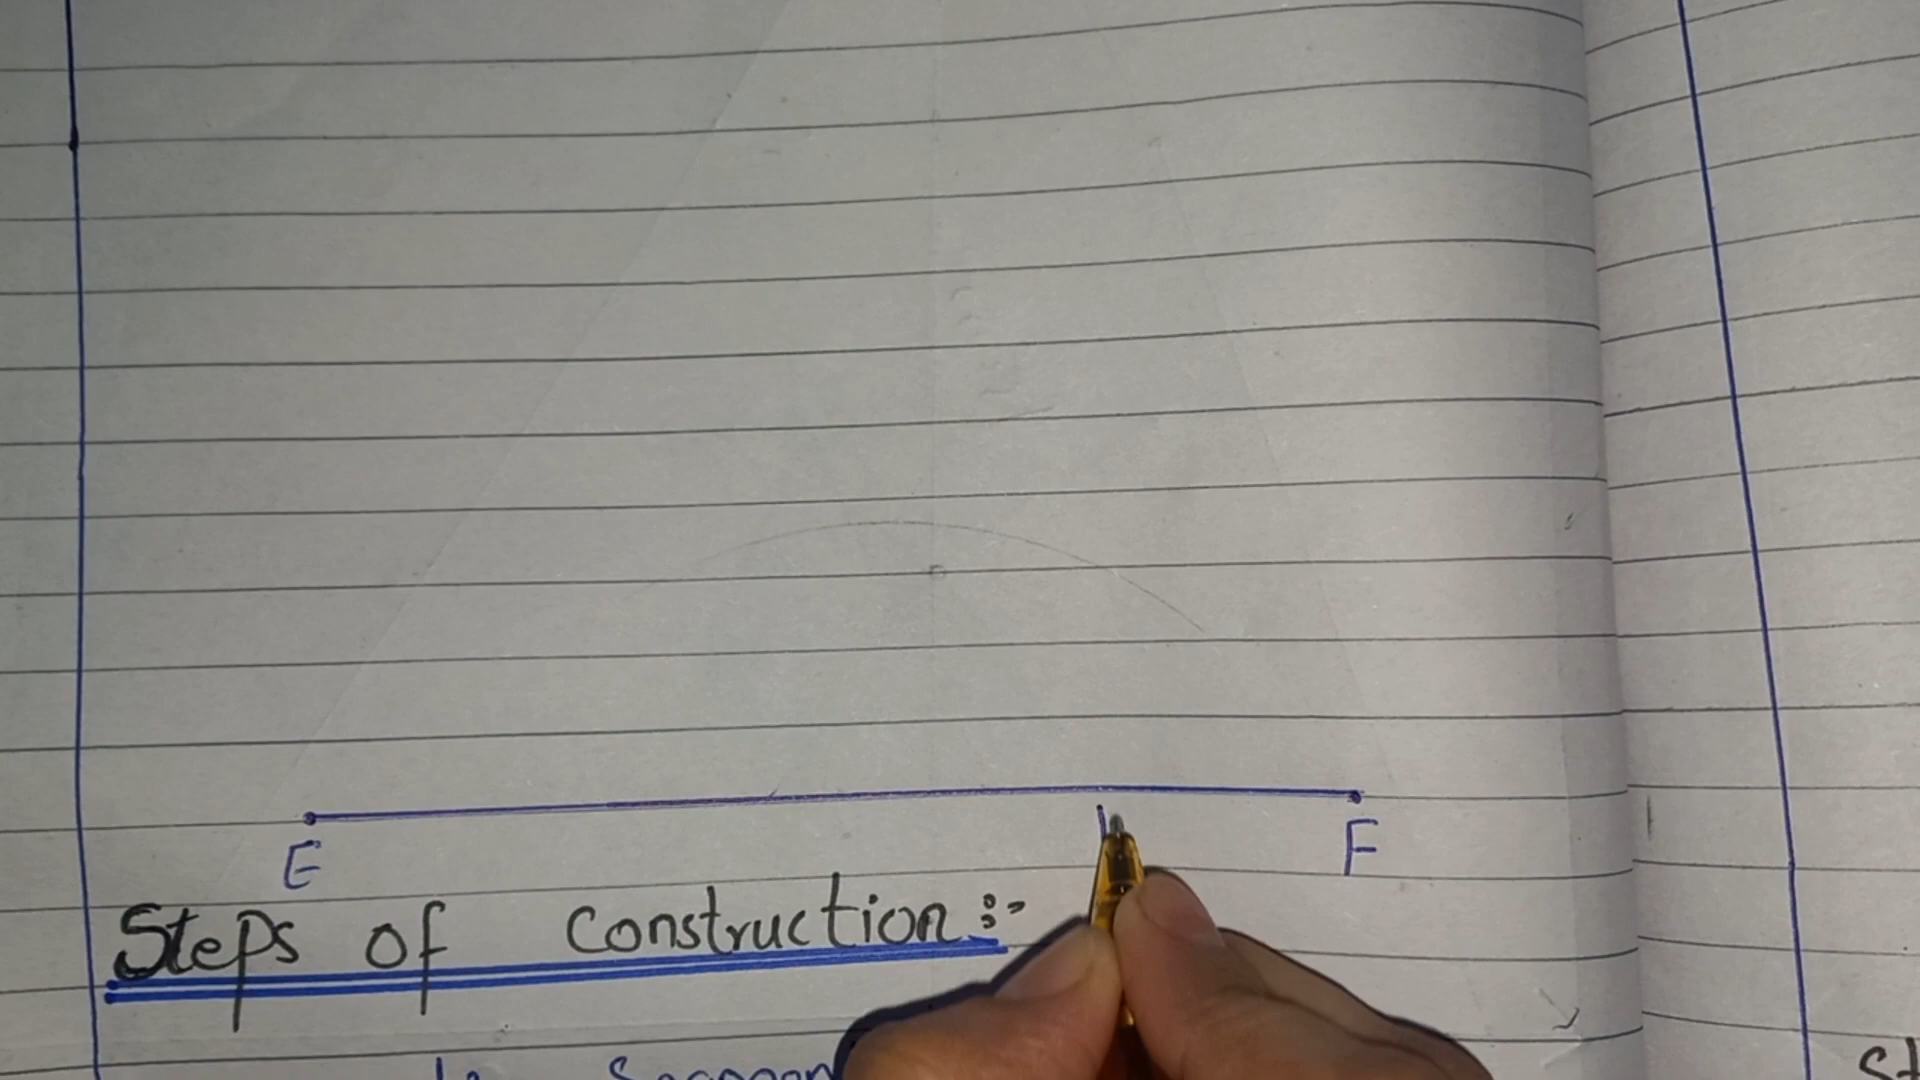 E F
Steps of construction :-